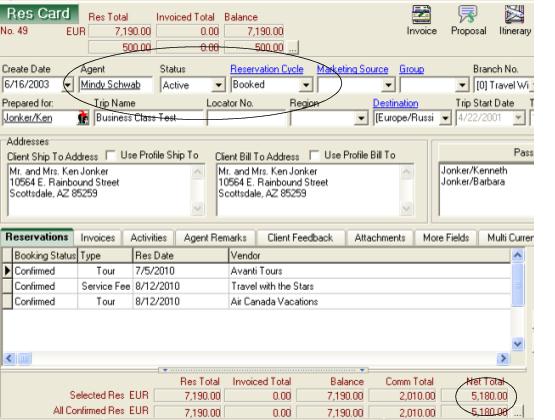 Res Card Res Total Invoiced Total Balance
No. 49 EUR 7,190.00 0.00 7,190.00 Invoice Proposal Itinerary
500.00 0.00 500.00 ...
Create Date Agent Status Reservation Cycle Marketing Source Group Branch No.
6/16/2003 Mindy Schwab Active Booked [0] Travel Wi
Prepared for: Trip Name Locator No. Region Destination Trip Start Date T
Jonker/Ken Business Class Test [Europe/Russi 4/22/2001
Addresses
Client Ship To Address Use Profile Ship To Client Bill To Address Use Profile Bill To Pass
Mr. and Mrs. Ken Jonker Mr. and Mrs. Ken Jonker Jonker/Kenneth
10564 E. Rainbound Street 10564 E. Rainbound Street Jonker/Barbara
Scottsdale, AZ 85259 Scottsdale, AZ 85259
Reservations Invoices Activities Agent Remarks Client Feedback Attachments More Fields Multi Curren
Booking Status Type Res Date Vendor
Confirmed Tour 7/5/2010 Avanti Tours
Confirmed Service Fee 8/12/2010 Travel with the Stars
Confirmed Tour 8/12/2010 Air Canada Vacations
Res Total Invoiced Total Balance Comm Total Net Total
Selected Res EUR 7,190.00 0.00 7,190.00 2,010.00 5,180.00
All Confirmed Res EUR 7,190.00 0.00 7,190.00 2,010.00 5,180.00 ...